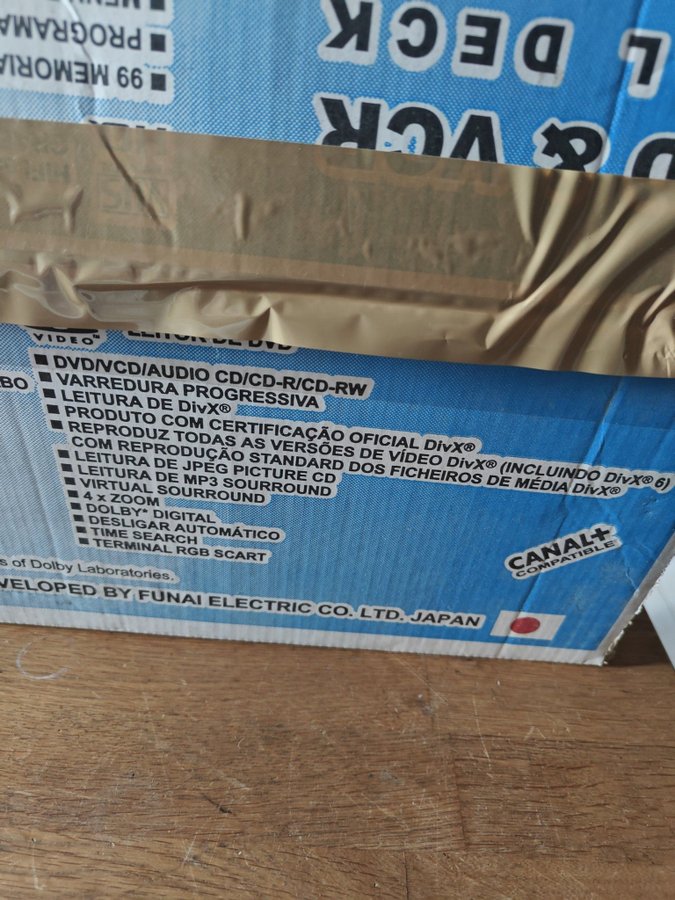 L
DECK
D & VCR
PROGRAMA
99 MEMORIA
VIDEO
LEITOR DE DVD
DVD/VCD/AUDIO CD/CD-R/CD-RW
VARREDURA PROGRESSIVA
LEITURA DE DivX®
PRODUTO COM CERTIFICAÇÃO OFICIAL DivX®
REPRODUZ TODAS AS VERSÕES DE VÍDEO DivX® (INCLUINDO DivX® 6)
COM REPRODUÇÃO STANDARD DOS FICHEIROS DE MÉDIA DivX®
LEITURA DE JPEG PICTURE CD
LEITURA DE MP3 SOURROUND
VIRTUAL SOURROUND
4 x ZOOM
DOLBY* DIGITAL
DESLIGAR AUTOMÁTICO
TIME SEARCH
TERMINAL RGB SCART
CANAL+
COMPATIBLE
s of Dolby Laboratories.
VELOPED BY FUNAI ELECTRIC CO. LTD. JAPAN